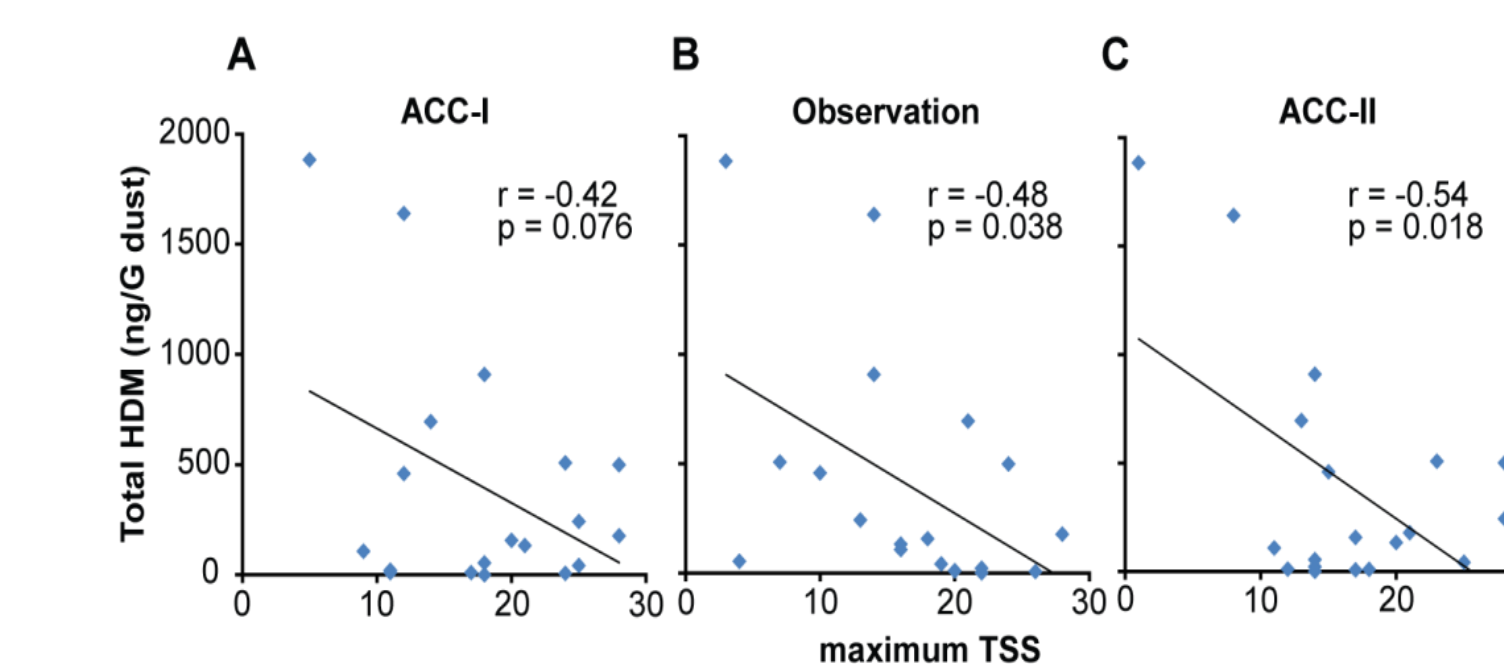 A
B
C
ACC-I
Observation
ACC-II
Total HDM (ng/G dust)
2000
1500
1000
500
0
r = -0.42
p = 0.076
r = -0.48
p = 0.038
r = -0.54
p = 0.018
0 10 20 30
0 10 20 30
0 10 20
maximum TSS